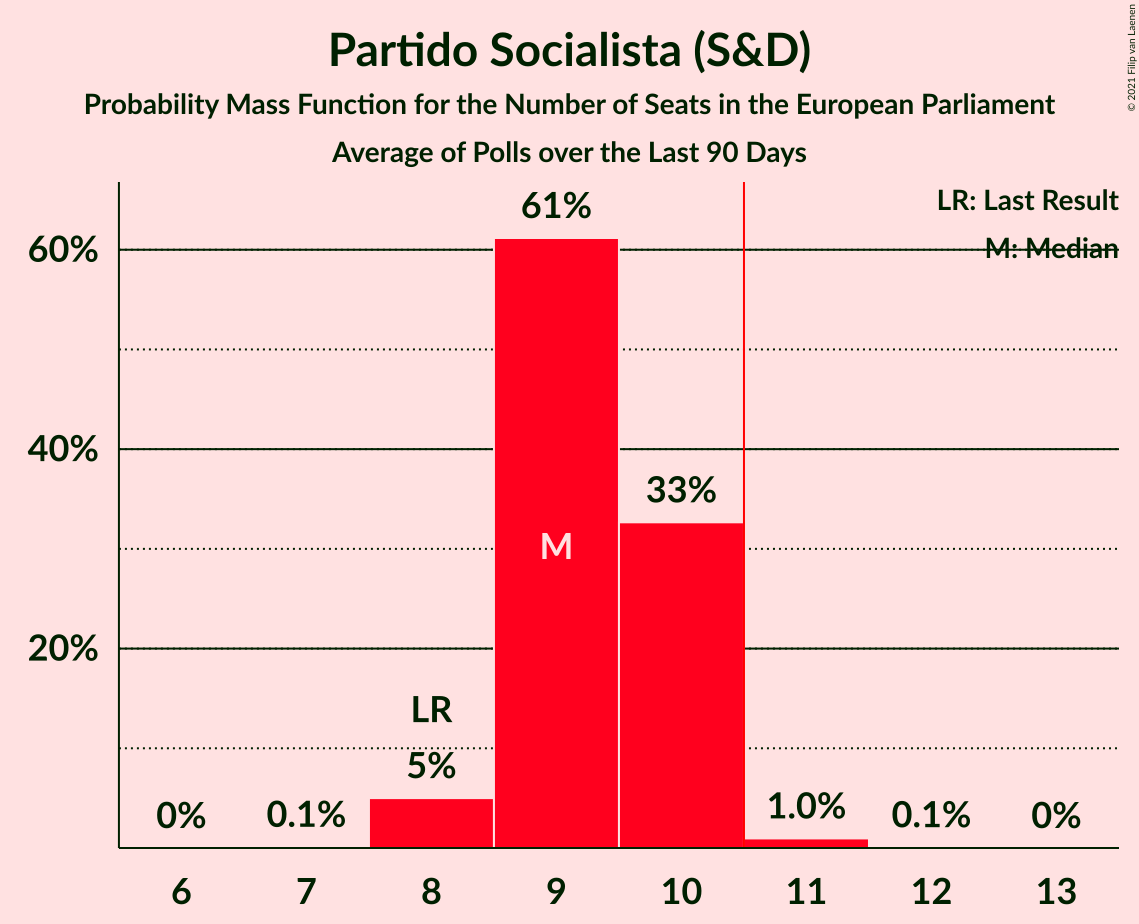 Partido Socialista (S&D)
Probability Mass Function for the Number of Seats in the European Parliament
Average of Polls over the Last 90 Days
© 2021 Filip van Laenen
LR: Last Result
M: Median
60%
40%
20%
61%
33%
M
LR
5%
0%
0.1%
1.0%
0.1%
0%
6 7 8 9 10 11 12 13